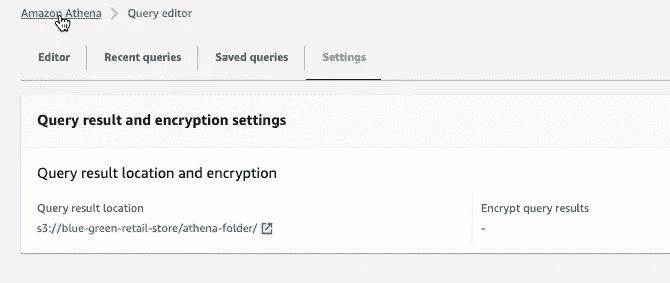 Amazon Athena > Query editor
Editor Recent queries Saved queries Settings
Query result and encryption settings
Query result location and encryption
Query result location Encrypt query results
s3://blue-green-retail-store/athena-folder/ -